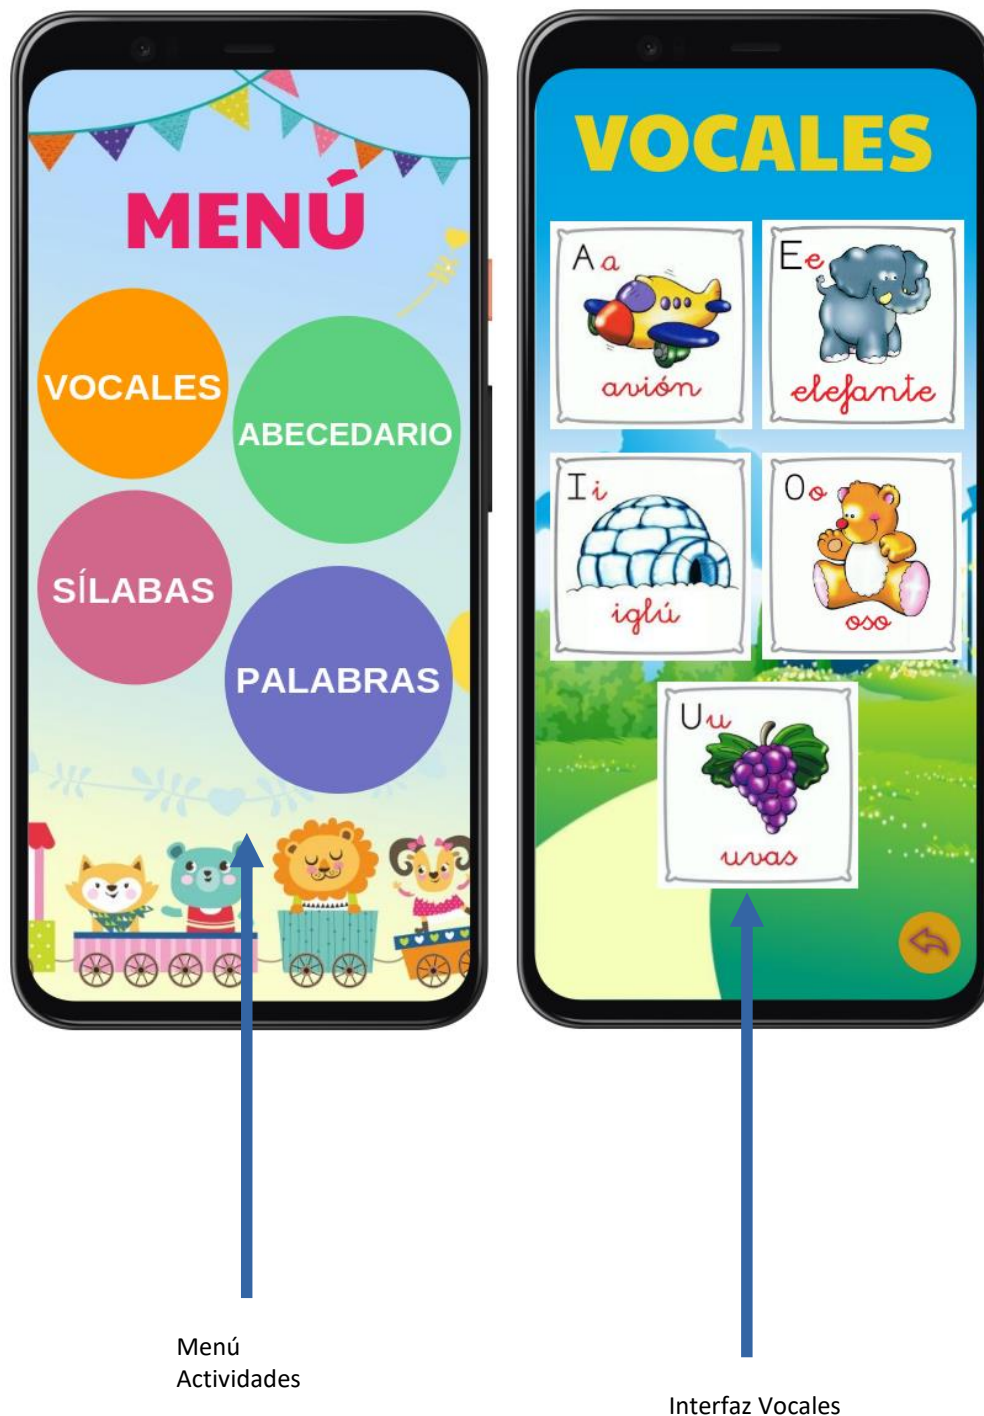 MENÚ
VOCALES
ABECEDARIO
SÍLABAS
PALABRAS
VOCALES
A a
avión
E e
elefante
I i
iglú
O o
oso
U u
uvas
Menú
Actividades
Interfaz Vocales